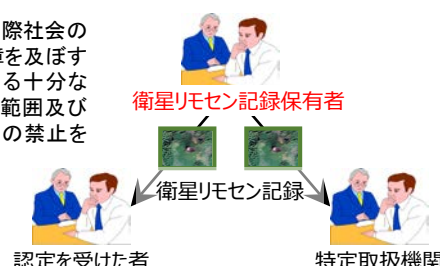 際社会の
を及ぼす
る十分な
範囲及び
の禁止を
衛星リモセン記録保有者
衛星リモセン記録
認定を受けた者
特定取扱機関